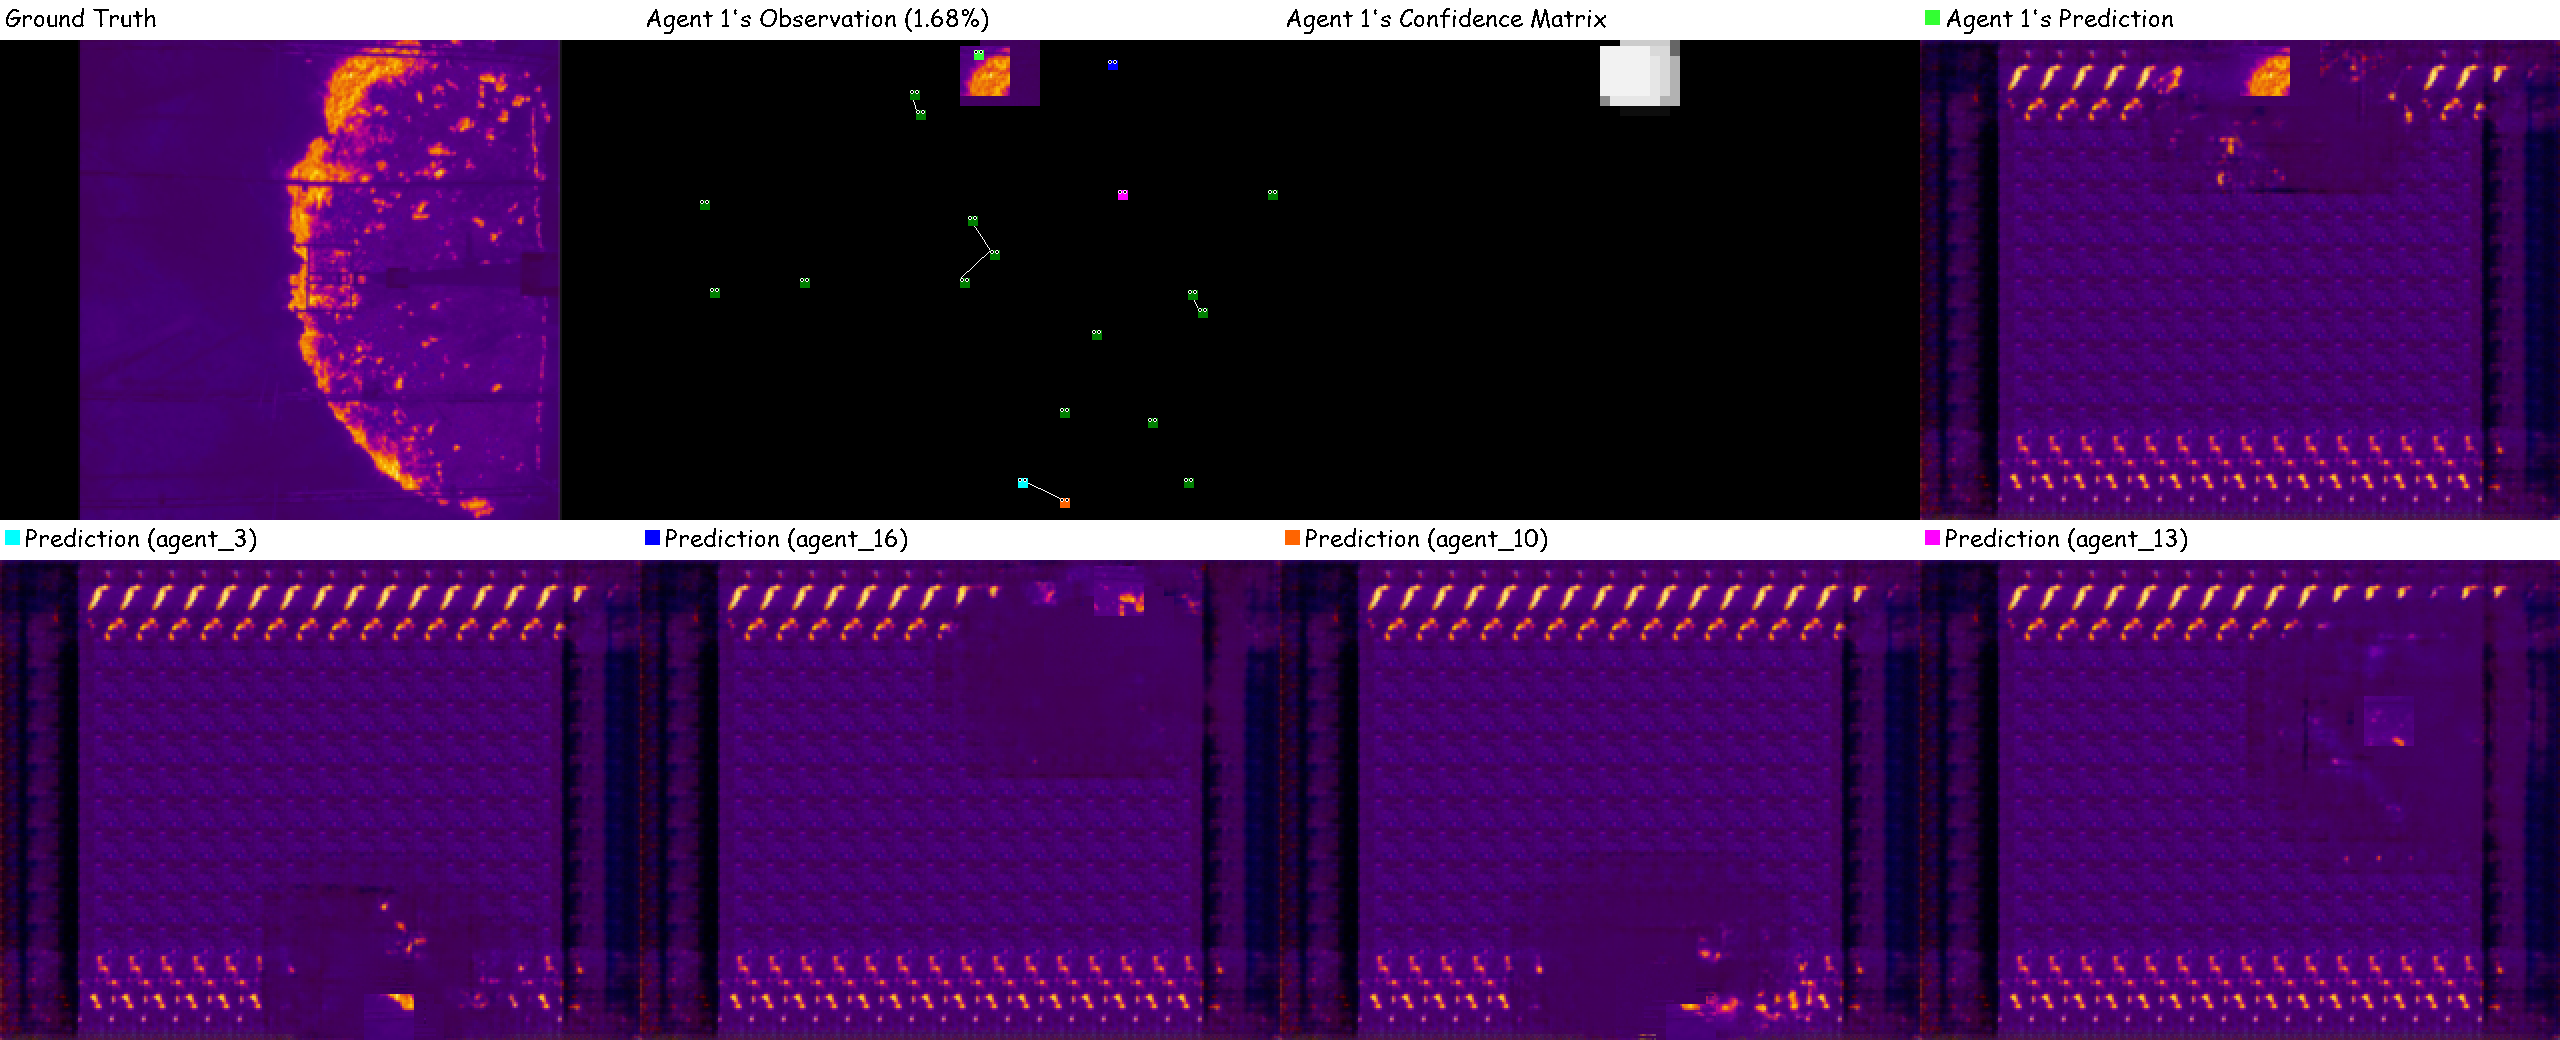 Ground Truth
Agent 1's Observation (1.68%)
Agent 1's Confidence Matrix
Agent 1's Prediction
Prediction (agent_3)
Prediction (agent_16)
Prediction (agent_10)
Prediction (agent_13)